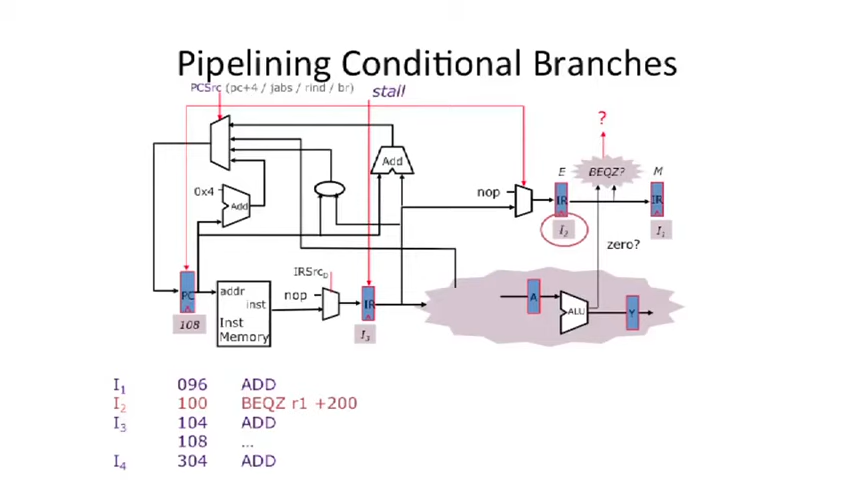 Pipelining Conditional Branches
PCSrc (pc+4 / jabs / rind / br)
stall
?
Add
E
M
BEQZ?
0x4
nop
IR
IR
Add
I2
I1
zero?
IRSrcD
PC
addr
inst
nop
IR
A
ALU
Y
Inst
Memory
108
I3
I1 096 ADD
I2 100 BEQZ r1 +200
I3 104 ADD
108 ...
I4 304 ADD